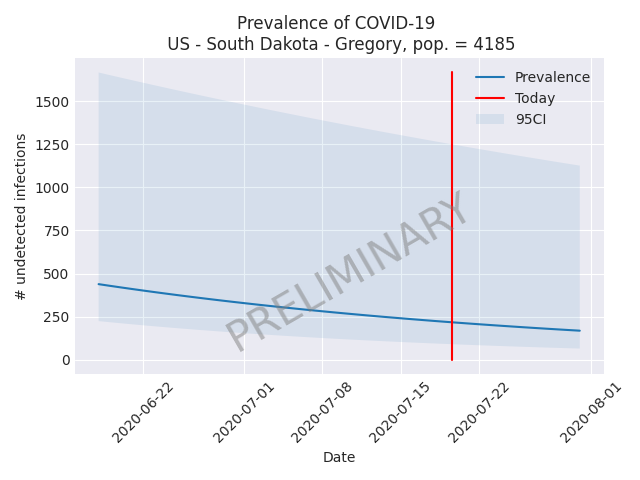 Prevalence of COVID-19
US - South Dakota - Gregory, pop. = 4185
Prevalence
Today
95CI
# undetected infections
1500
1250
1000
750
500
250
0
PRELIMINARY
2020-06-22
2020-07-01
2020-07-08
2020-07-15
2020-07-22
2020-08-01
Date